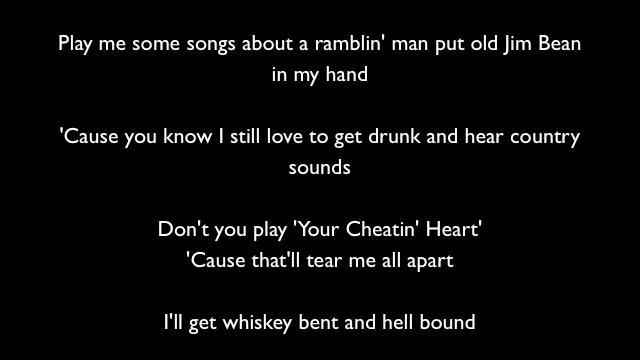 Play me some songs about a ramblin' man put old Jim Bean
in my hand
'Cause you know I still love to get drunk and hear country
sounds
Don't you play 'Your Cheatin' Heart'
'Cause that'll tear me all apart
I'll get whiskey bent and hell bound